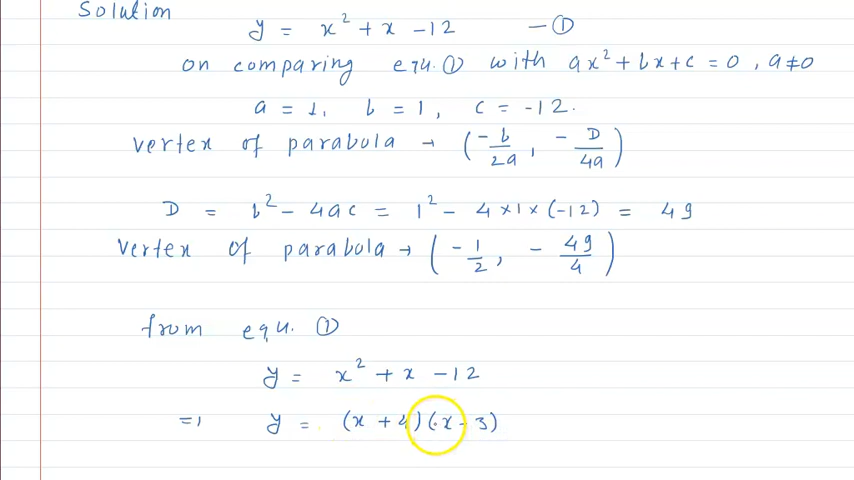 Solution
y = x² + x - 12 — ①
on comparing equ. ① with ax² + bx + c = 0, a ≠ 0
a = 1, b = 1, c = -12.
Vertex of parabola → (-b/2a, -D/4a)
D = b² - 4ac = 1² - 4×1×(-12) = 49
Vertex of parabola → (-1/2, -49/4)
from equ. ①
y = x² + x - 12
=) y = (x + 4)(x - 3)